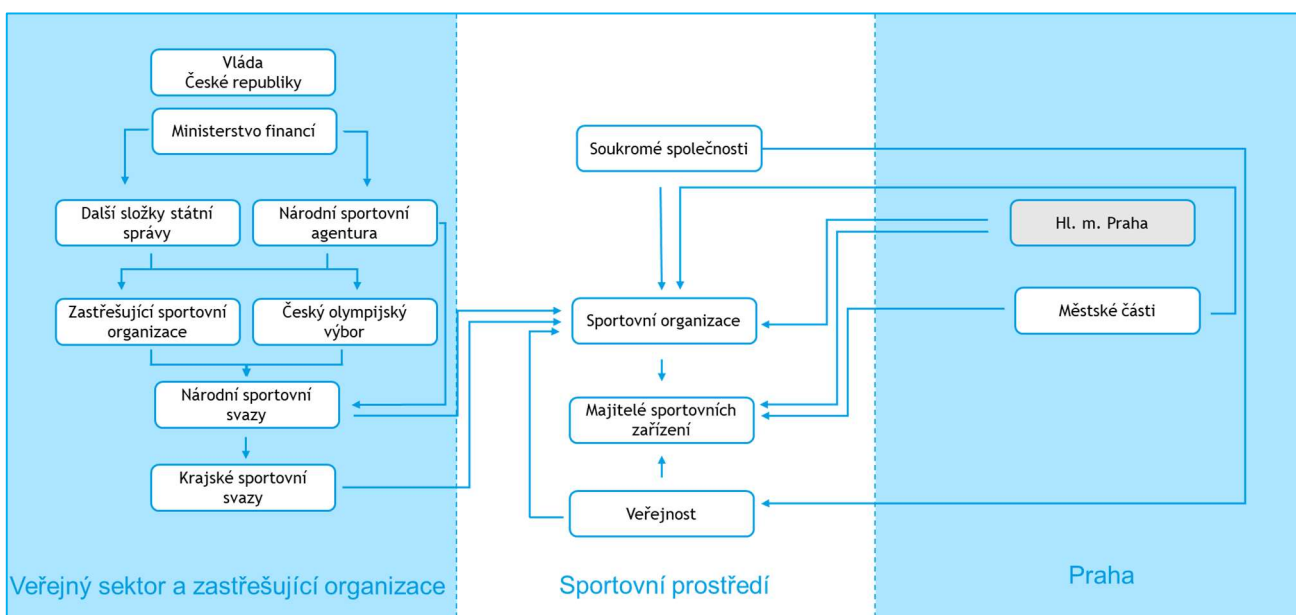 Vláda
České republiky
Ministerstvo financí
Další složky státní
správy
Národní sportovní
agentura
Zastřešující sportovní
organizace
Český olympijský
výbor
Národní sportovní
svazy
Krajské sportovní
svazy
Veřejný sektor a zastřešující organizace
Soukromé společnosti
Sportovní organizace
Majitelé sportovních
zařízení
Veřejnost
Sportovní prostředí
Hl. m. Praha
Městské části
Praha